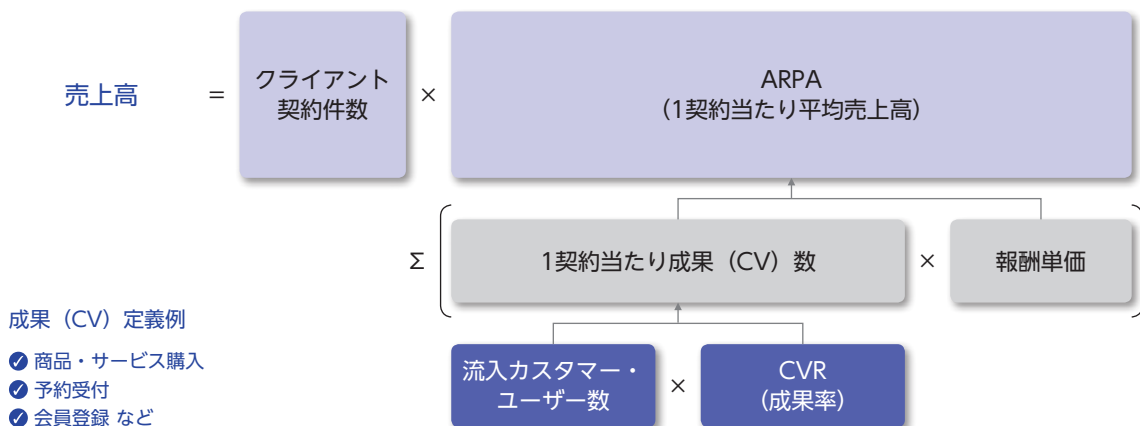 売上高
=
クライアント
契約件数
×
ARPA
(1契約当たり平均売上高)
Σ
1契約当たり成果（CV）数
×
報酬単価
流入カスタマー・
ユーザー数
×
CVR
(成果率)
成果（CV）定義例
商品・サービス購入
予約受付
会員登録 など